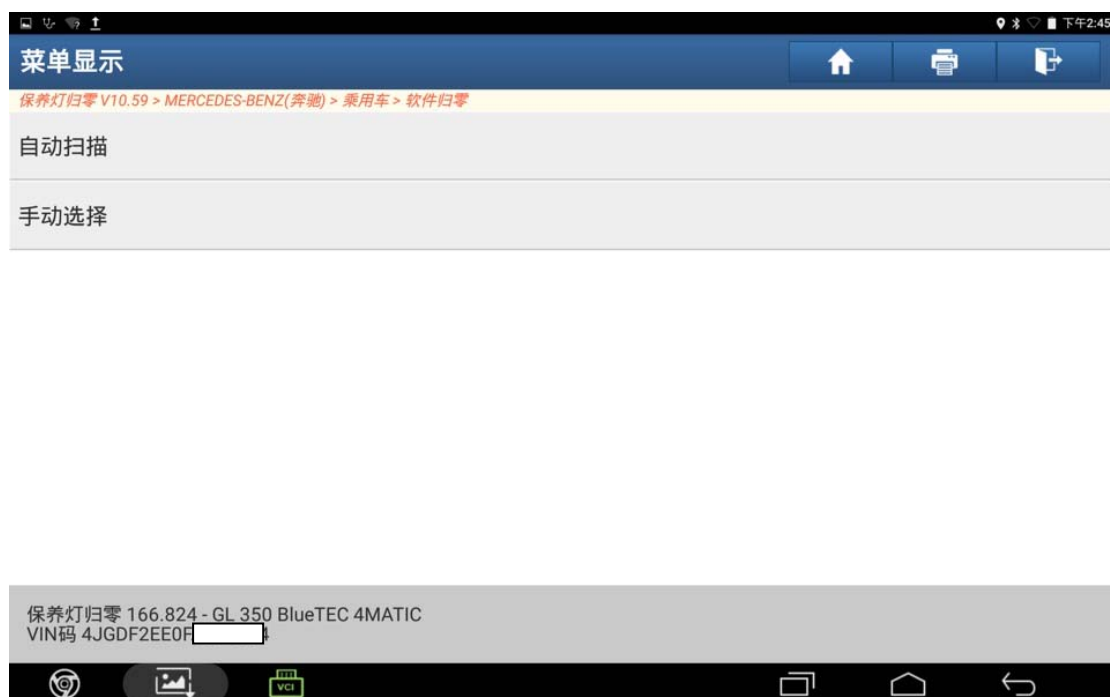 下午2:45
菜单显示
保养灯归零 V10.59 > MERCEDES-BENZ(奔驰) > 乘用车 > 软件归零
自动扫描
手动选择
保养灯归零 166.824 - GL 350 BlueTEC 4MATIC
VIN码 4JGDF2EE0F
VCI